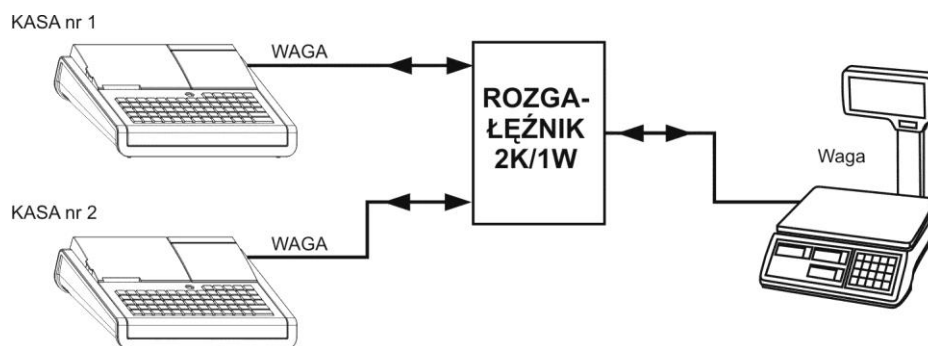 KASA nr 1
WAGA
ROZGA-
ŁĘŹNIK
2K/1W
Waga
KASA nr 2
WAGA